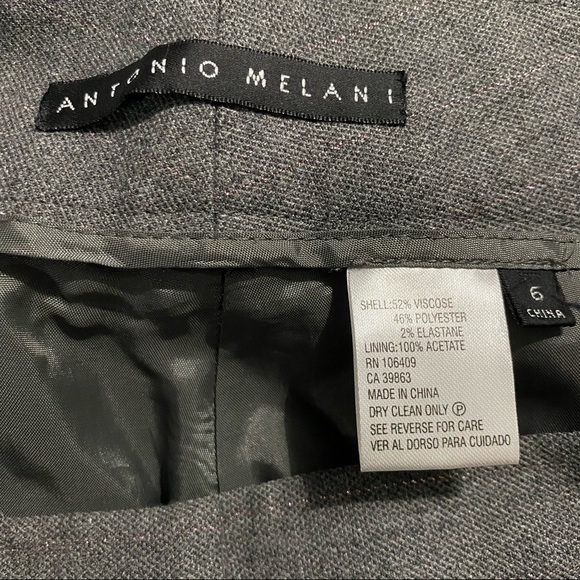 ANTONIO MELANI
6
CHINA
SHELL:52% VISCOSE
46% POLYESTER
2% ELASTANE
LINING:100% ACETATE
RN 106409
CA 39863
MADE IN CHINA
DRY CLEAN ONLY Ⓟ
SEE REVERSE FOR CARE
VER AL DORSO PARA CUIDADO